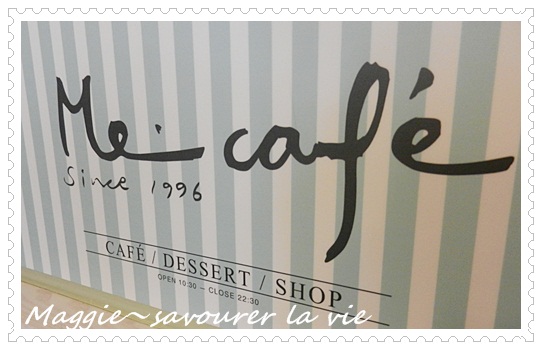 Me café
Since 1996
CAFÉ / DESSERT / SHOP
OPEN 10:30 – CLOSE 22:30
Maggie~savourer la vie